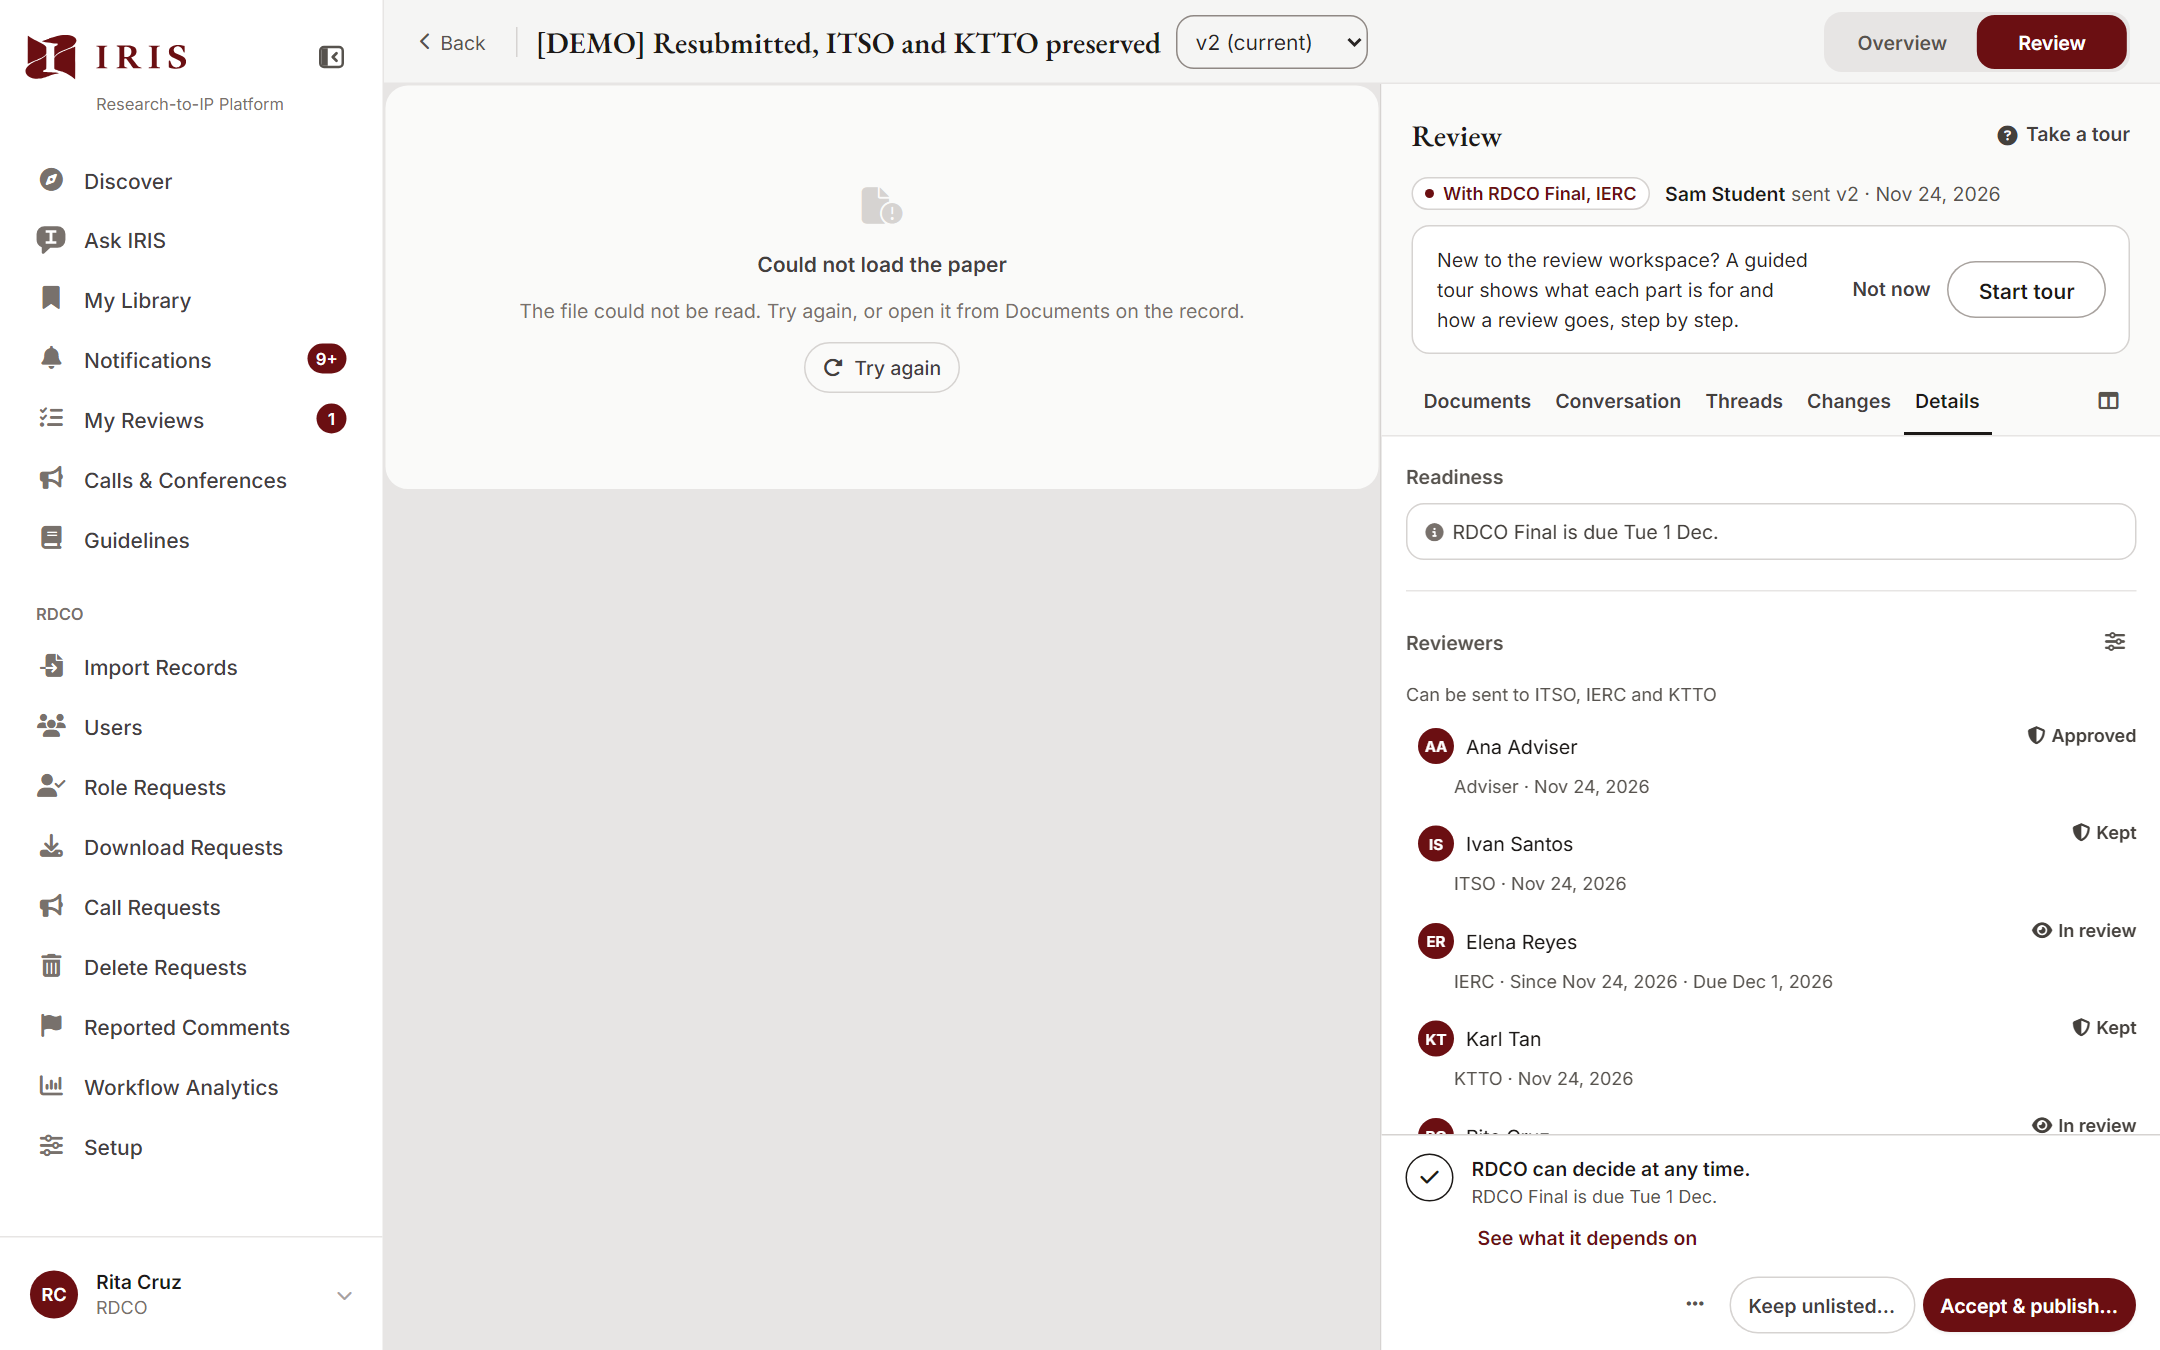 IRIS
Research-to-IP Platform
Discover
Ask IRIS
My Library
Notifications
9+
My Reviews
1
Calls & Conferences
Guidelines
RDCO
Import Records
Users
Role Requests
Download Requests
Call Requests
Delete Requests
Reported Comments
Workflow Analytics
Setup
RC
Rita Cruz
RDCO
Back
[DEMO] Resubmitted, ITSO and KTTO preserved
v2 (current)
Overview
Review
Could not load the paper
The file could not be read. Try again, or open it from Documents on the record.
Try again
Review
Take a tour
With RDCO Final, IERC
Sam Student sent v2 · Nov 24, 2026
New to the review workspace? A guided
tour shows what each part is for and
how a review goes, step by step.
Not now
Start tour
Documents
Conversation
Threads
Changes
Details
Readiness
RDCO Final is due Tue 1 Dec.
Reviewers
Can be sent to ITSO, IERC and KTTO
AA
Ana Adviser
Approved
Adviser · Nov 24, 2026
IS
Ivan Santos
Kept
ITSO · Nov 24, 2026
ER
Elena Reyes
In review
IERC · Since Nov 24, 2026 · Due Dec 1, 2026
KT
Karl Tan
Kept
KTTO · Nov 24, 2026
Rita Cruz
In review
RDCO can decide at any time.
RDCO Final is due Tue 1 Dec.
See what it depends on
Keep unlisted...
Accept & publish...